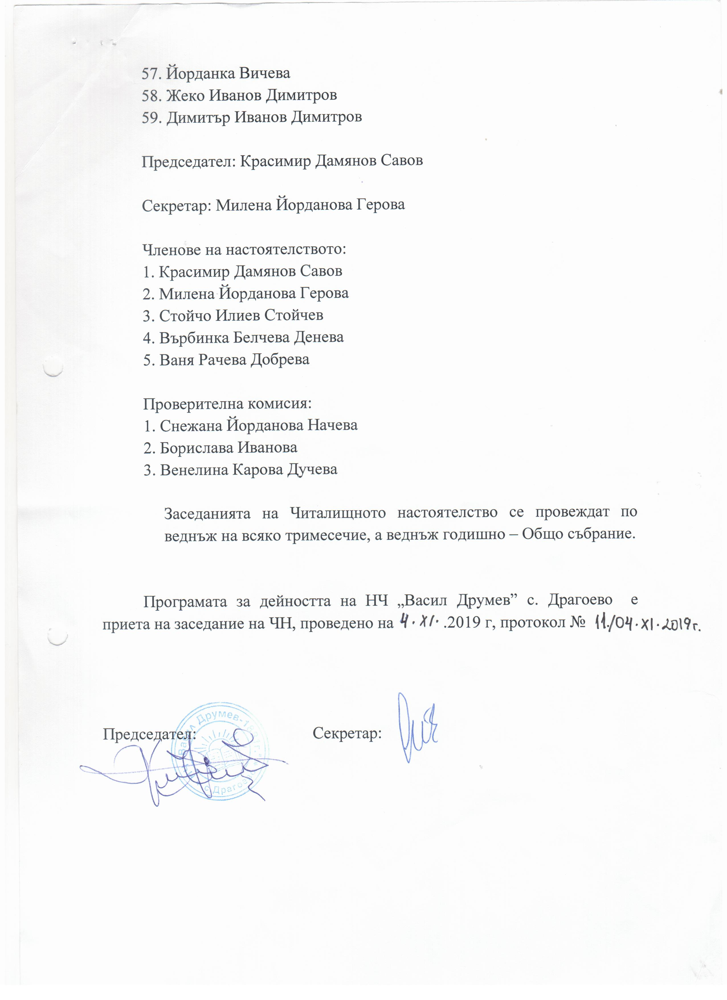 57. Йорданка Вичева
58. Жеко Иванов Димитров
59. Димитър Иванов Димитров
Председател: Красимир Дамянов Савов
Секретар: Милена Йорданова Герова
Членове на настоятелството:
1. Красимир Дамянов Савов
2. Милена Йорданова Герова
3. Стойчо Илиев Стойчев
4. Върбинка Белчева Денева
5. Ваня Рачева Добрева
Проверителна комисия:
1. Снежана Йорданова Начева
2. Борислава Иванова
3. Венелина Карова Дучева
Заседанията на Читалищното настоятелство се провеждат по
веднъж на всяко тримесечие, а веднъж годишно – Общо събрание.
Програмата за дейността на НЧ „Васил Друмев” с. Драгоево е
приета на заседание на ЧН, проведено на 4.XI. .2019 г, протокол № 11./04.XI.2019г.
Председател:
Секретар:
Васил Друмев
с Драгоево